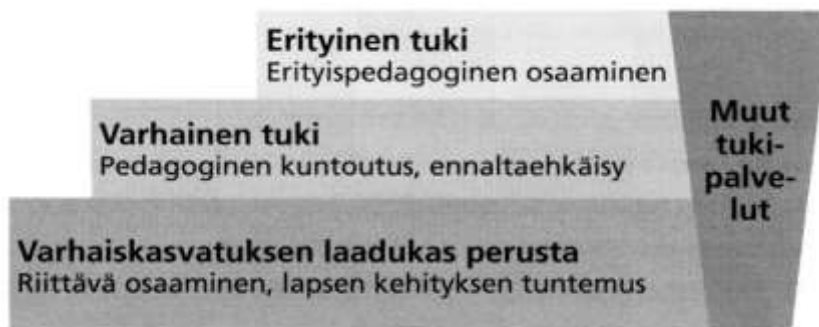 Erityinen tuki
Erityispedagoginen osaaminen
Varhainen tuki
Pedagoginen kuntoutus, ennaltaehkäisy
Varhaiskasvatuksen laadukas perusta
Riittävä osaaminen, lapsen kehityksen tuntemus
Muut
tuki-
palve-
lut